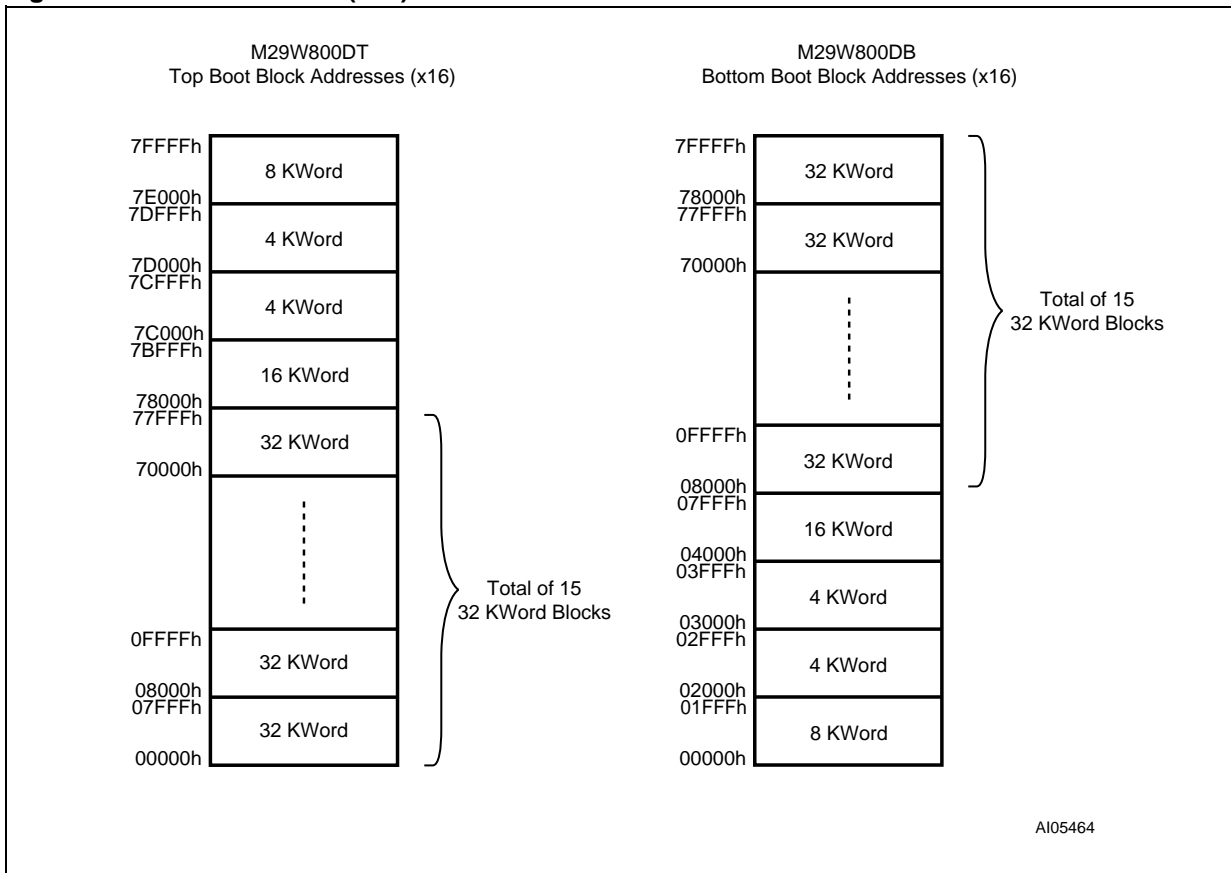 M29W800DT
Top Boot Block Addresses (x16)
7FFFFh
8 KWord
7E000h
7DFFFh
4 KWord
7D000h
7CFFFh
4 KWord
7C000h
7BFFFh
16 KWord
78000h
77FFFh
32 KWord
70000h
Total of 15
32 KWord Blocks
0FFFFh
32 KWord
08000h
07FFFh
32 KWord
00000h
M29W800DB
Bottom Boot Block Addresses (x16)
7FFFFh
32 KWord
78000h
77FFFh
32 KWord
70000h
Total of 15
32 KWord Blocks
0FFFFh
32 KWord
08000h
07FFFh
16 KWord
04000h
03FFFh
4 KWord
03000h
02FFFh
4 KWord
02000h
01FFFh
8 KWord
00000h
AI05464